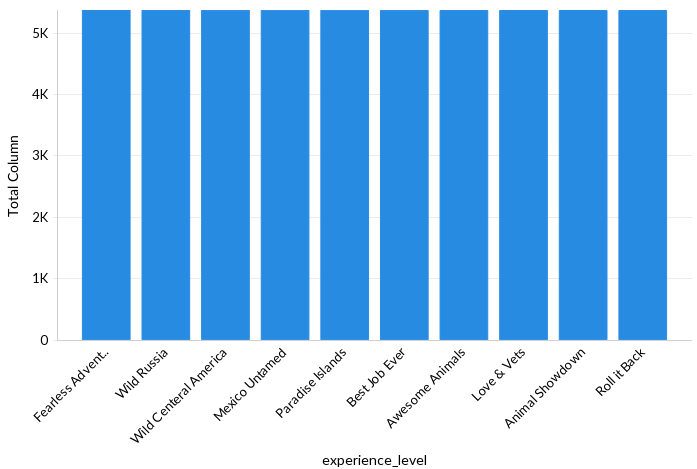 5K
4K
3K
2K
1K
0
Total Column
Fearless Advent..
Wild Russia
Wild Centeral America
Mexico Untamed
Paradise Islands
Best Job Ever
Awesome Animals
Love & Vets
Animal Showdown
Roll it Back
experience_level